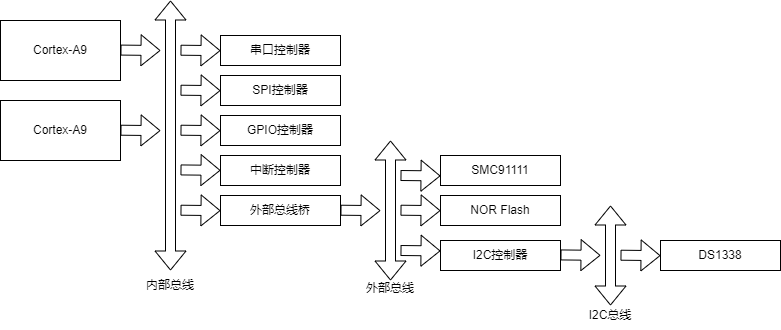 Cortex-A9
Cortex-A9
串口控制器
SPI控制器
GPIO控制器
中断控制器
外部总线桥
内部总线
SMC91111
NOR Flash
I2C控制器
外部总线
DS1338
I2C总线